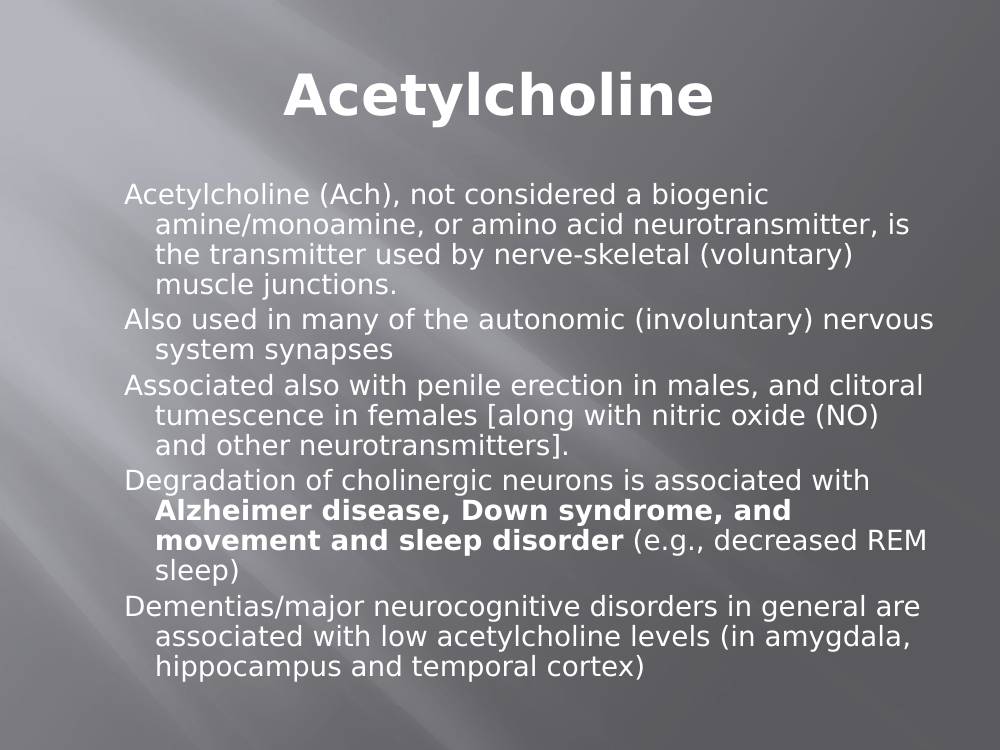 Acetylcholine
Acetylcholine (Ach), not considered a biogenic
amine/monoamine, or amino acid neurotransmitter, is
the transmitter used by nerve-skeletal (voluntary)
muscle junctions.
Also used in many of the autonomic (involuntary) nervous
system synapses
Associated also with penile erection in males, and clitoral
tumescence in females [along with nitric oxide (NO)
and other neurotransmitters].
Degradation of cholinergic neurons is associated with
Alzheimer disease, Down syndrome, and
movement and sleep disorder (e.g., decreased REM
sleep)
Dementias/major neurocognitive disorders in general are
associated with low acetylcholine levels (in amygdala,
hippocampus and temporal cortex)